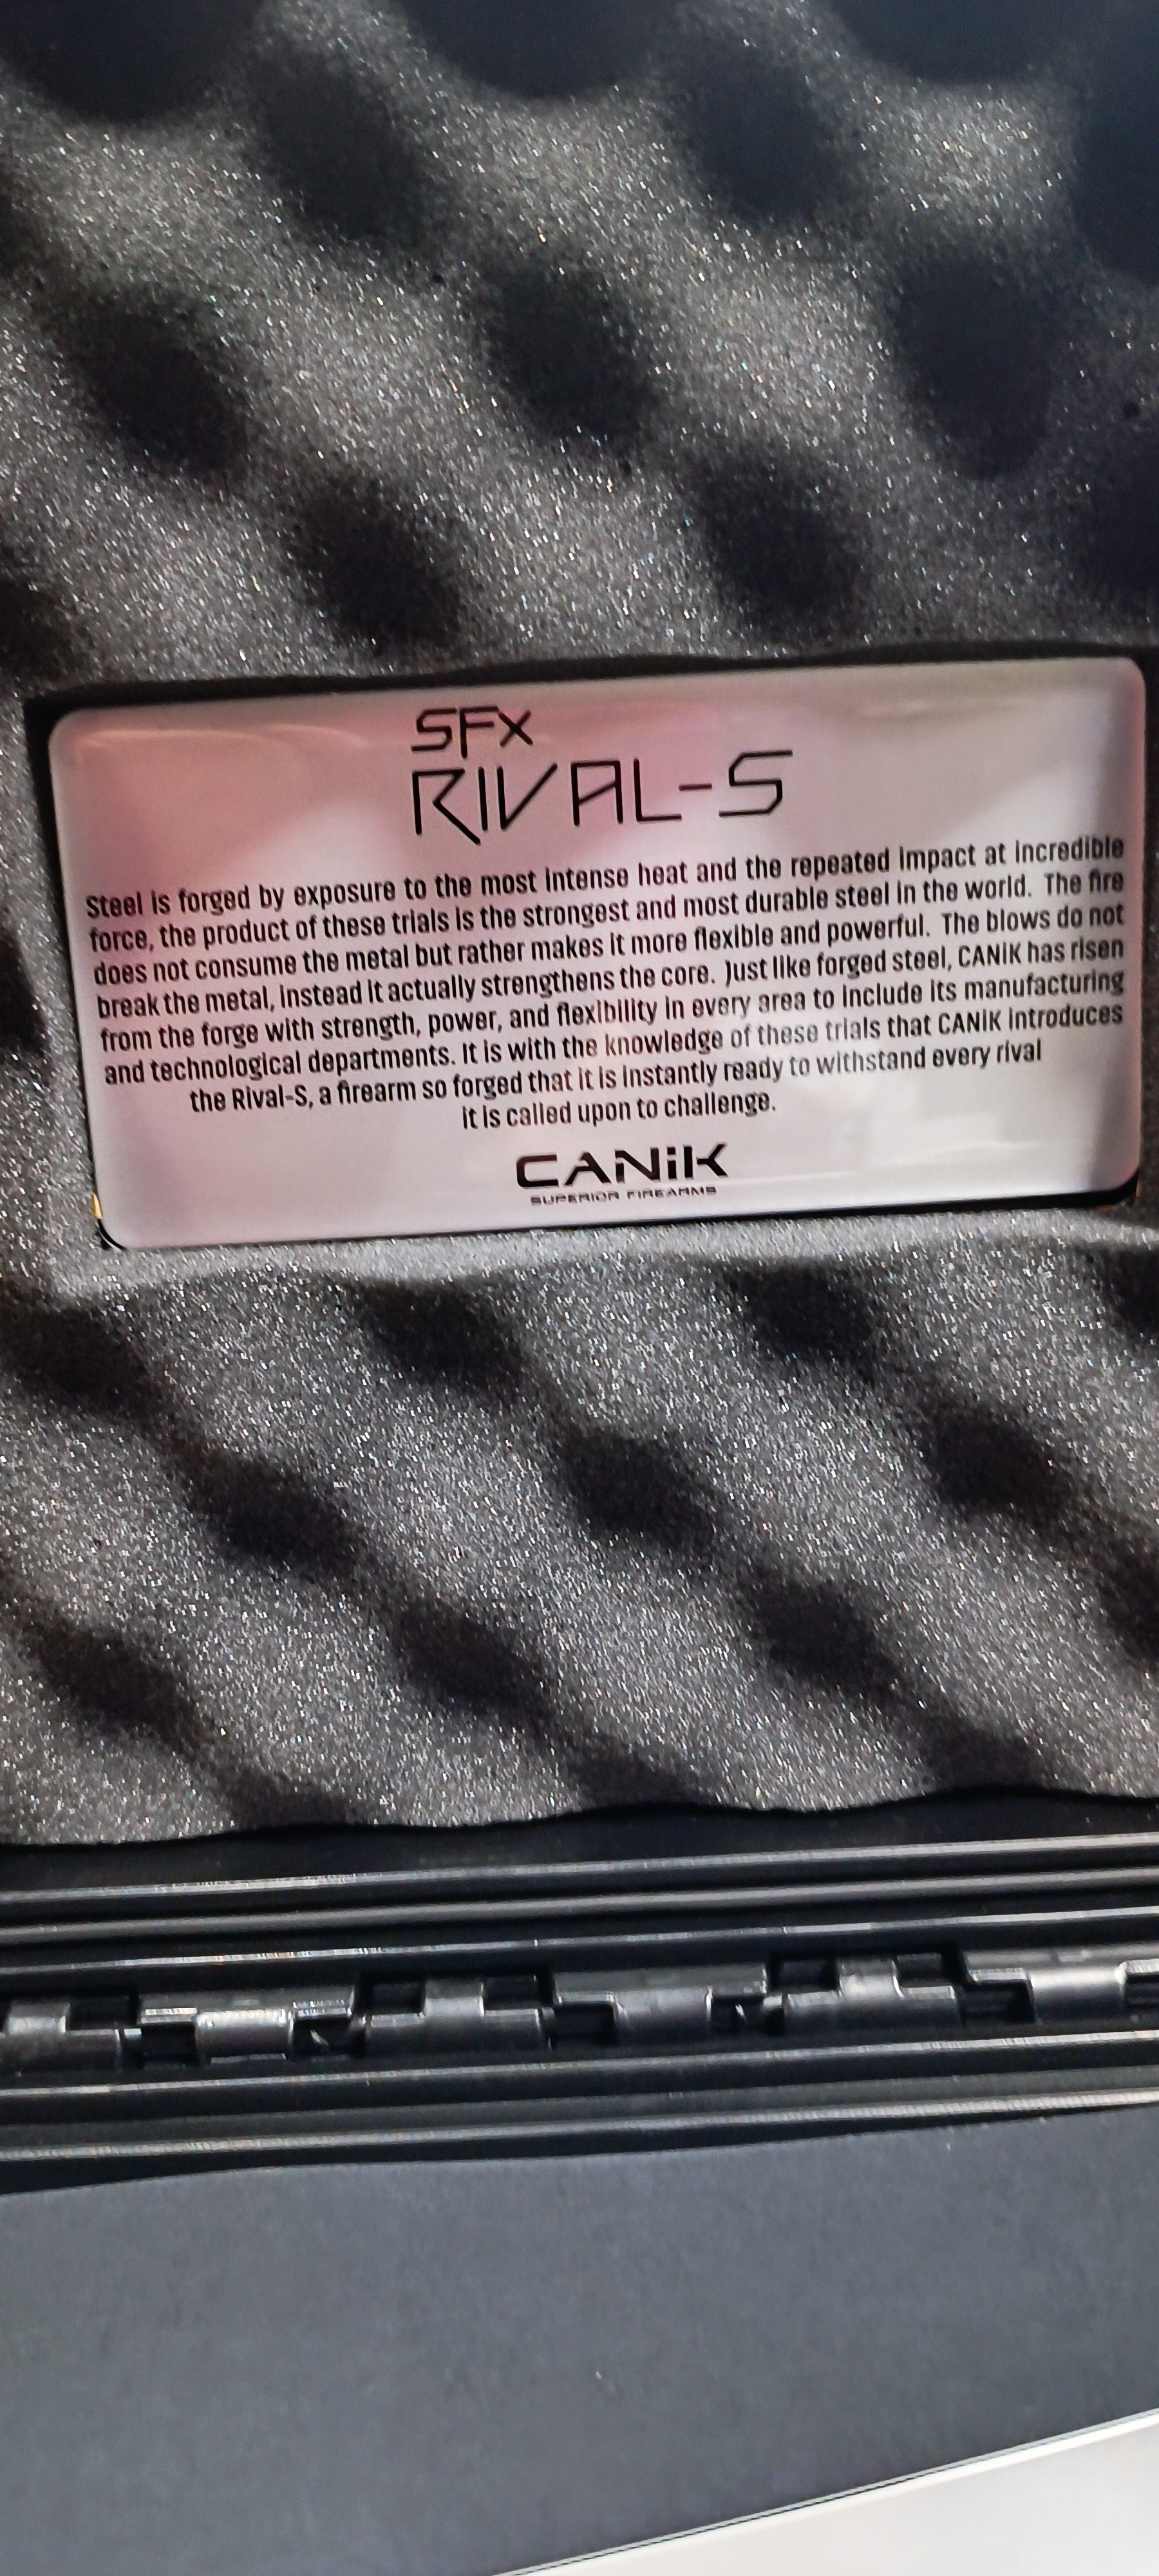 SFX
RIVAL-S
Steel is forged by exposure to the most intense heat and the repeated impact at incredible
force, the product of these trials is the strongest and most durable steel in the world. The fire
does not consume the metal but rather makes it more flexible and powerful. The blows do not
break the metal, instead it actually strengthens the core. Just like forged steel, CANiK has risen
from the forge with strength, power, and flexibility in every area to include its manufacturing
and technological departments. It is with the knowledge of these trials that CANiK introduces
the Rival-S, a firearm so forged that it is instantly ready to withstand every rival
it is called upon to challenge.
CANiK
SUPERIOR FIREARMS